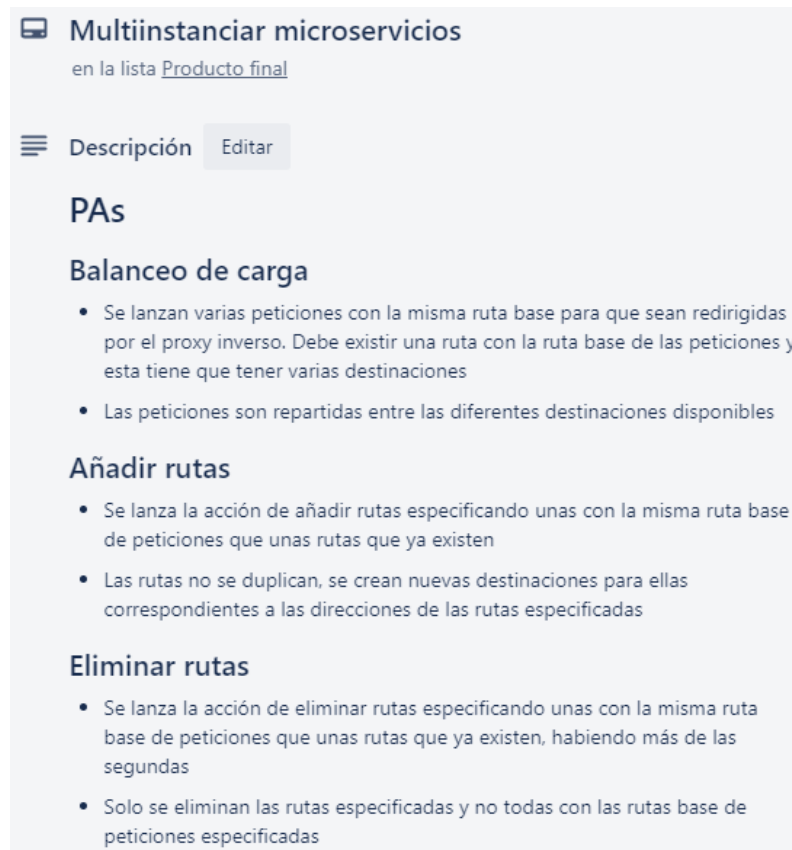 Multiinstanciar microservicios
en la lista Producto final
Descripción Editar
PAs
Balanceo de carga
• Se lanzan varias peticiones con la misma ruta base para que sean redirigidas
por el proxy inverso. Debe existir una ruta con la ruta base de las peticiones y
esta tiene que tener varias destinaciones
• Las peticiones son repartidas entre las diferentes destinaciones disponibles
Añadir rutas
• Se lanza la acción de añadir rutas especificando unas con la misma ruta base
de peticiones que unas rutas que ya existen
• Las rutas no se duplican, se crean nuevas destinaciones para ellas
correspondientes a las direcciones de las rutas especificadas
Eliminar rutas
• Se lanza la acción de eliminar rutas especificando unas con la misma ruta
base de peticiones que unas rutas que ya existen, habiendo más de las
segundas
• Solo se eliminan las rutas especificadas y no todas con las rutas base de
peticiones especificadas